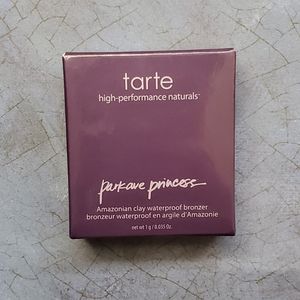 tarte
high-performance naturals™
park ave princess
Amazonian clay waterproof bronzer
bronzeur waterproof en argile d'Amazonie
net wt 1 g / 0.035 Oz.